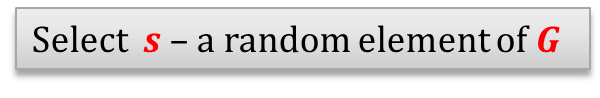 Select s – a random element of G